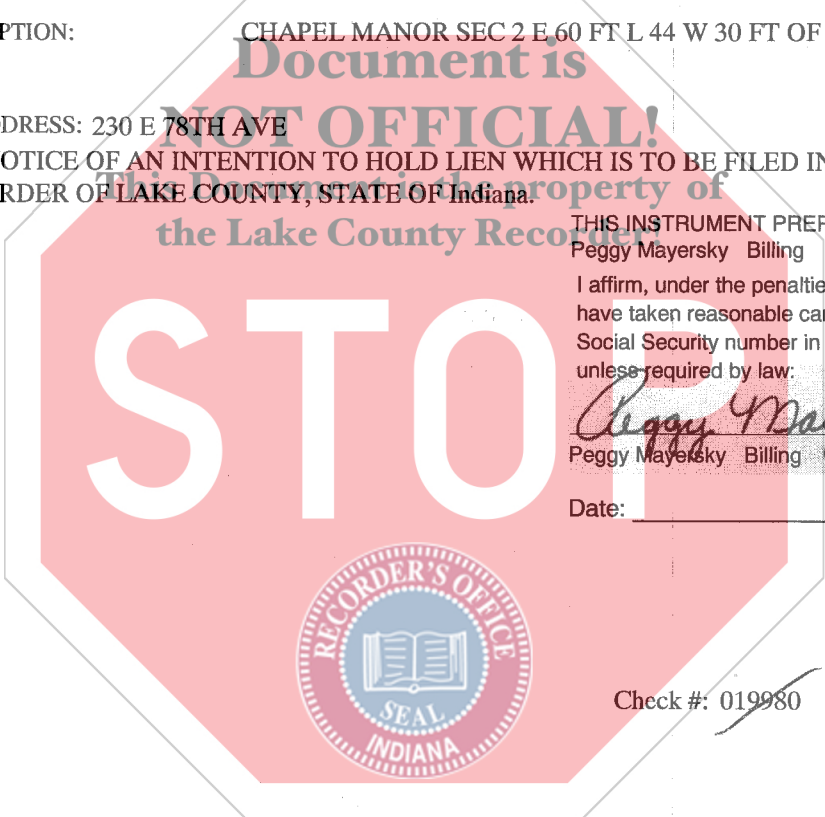 PTION: CHAPEL MANOR SEC 2 E 60 FT L 44 W 30 FT OF
Document is
DRESS: 230 E 78TH AVE
NOT OFFICIAL!
OTICE OF AN INTENTION TO HOLD LIEN WHICH IS TO BE FILED IN
RDER OF LAKE COUNTY, STATE OF Indiana.
This Document is the property of
the Lake County Recorder!
THIS INSTRUMENT PREP
Peggy Mayersky Billing
I affirm, under the penaltie
have taken reasonable car
Social Security number in
unless required by law:
Peggy Ma
Peggy Mayersky Billing
Date:
STOP
RECORDER'S OFFICE
SEAL
INDIANA
Check #: 019980